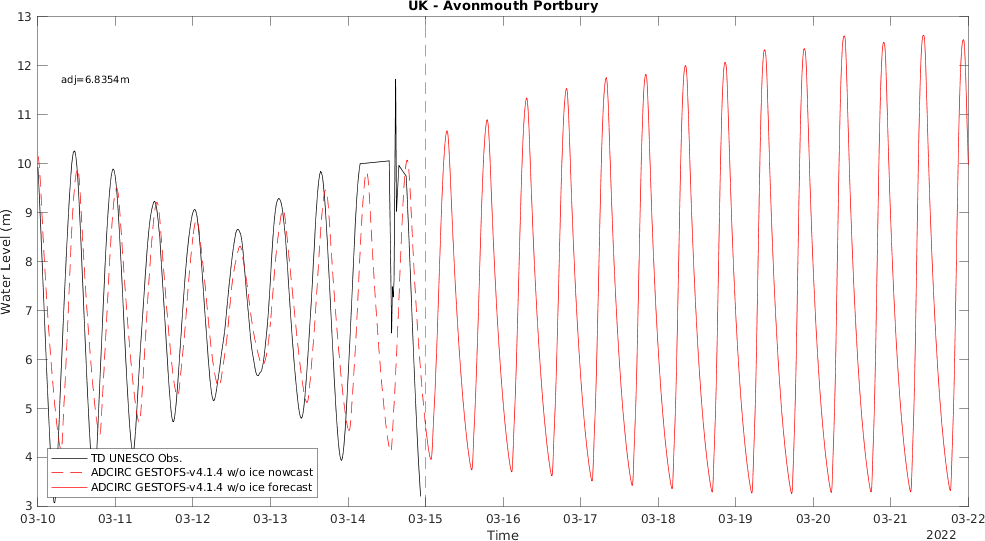 UK - Avonmouth Portbury
13
12
11
10
9
8
7
6
5
4
3
Water Level (m)
adj=6.8354m
TD UNESCO Obs.
ADCIRC GESTOFS-v4.1.4 w/o ice nowcast
ADCIRC GESTOFS-v4.1.4 w/o ice forecast
03-10 03-11 03-12 03-13 03-14 03-15 03-16 03-17 03-18 03-19 03-20 03-21 03-22
Time
2022